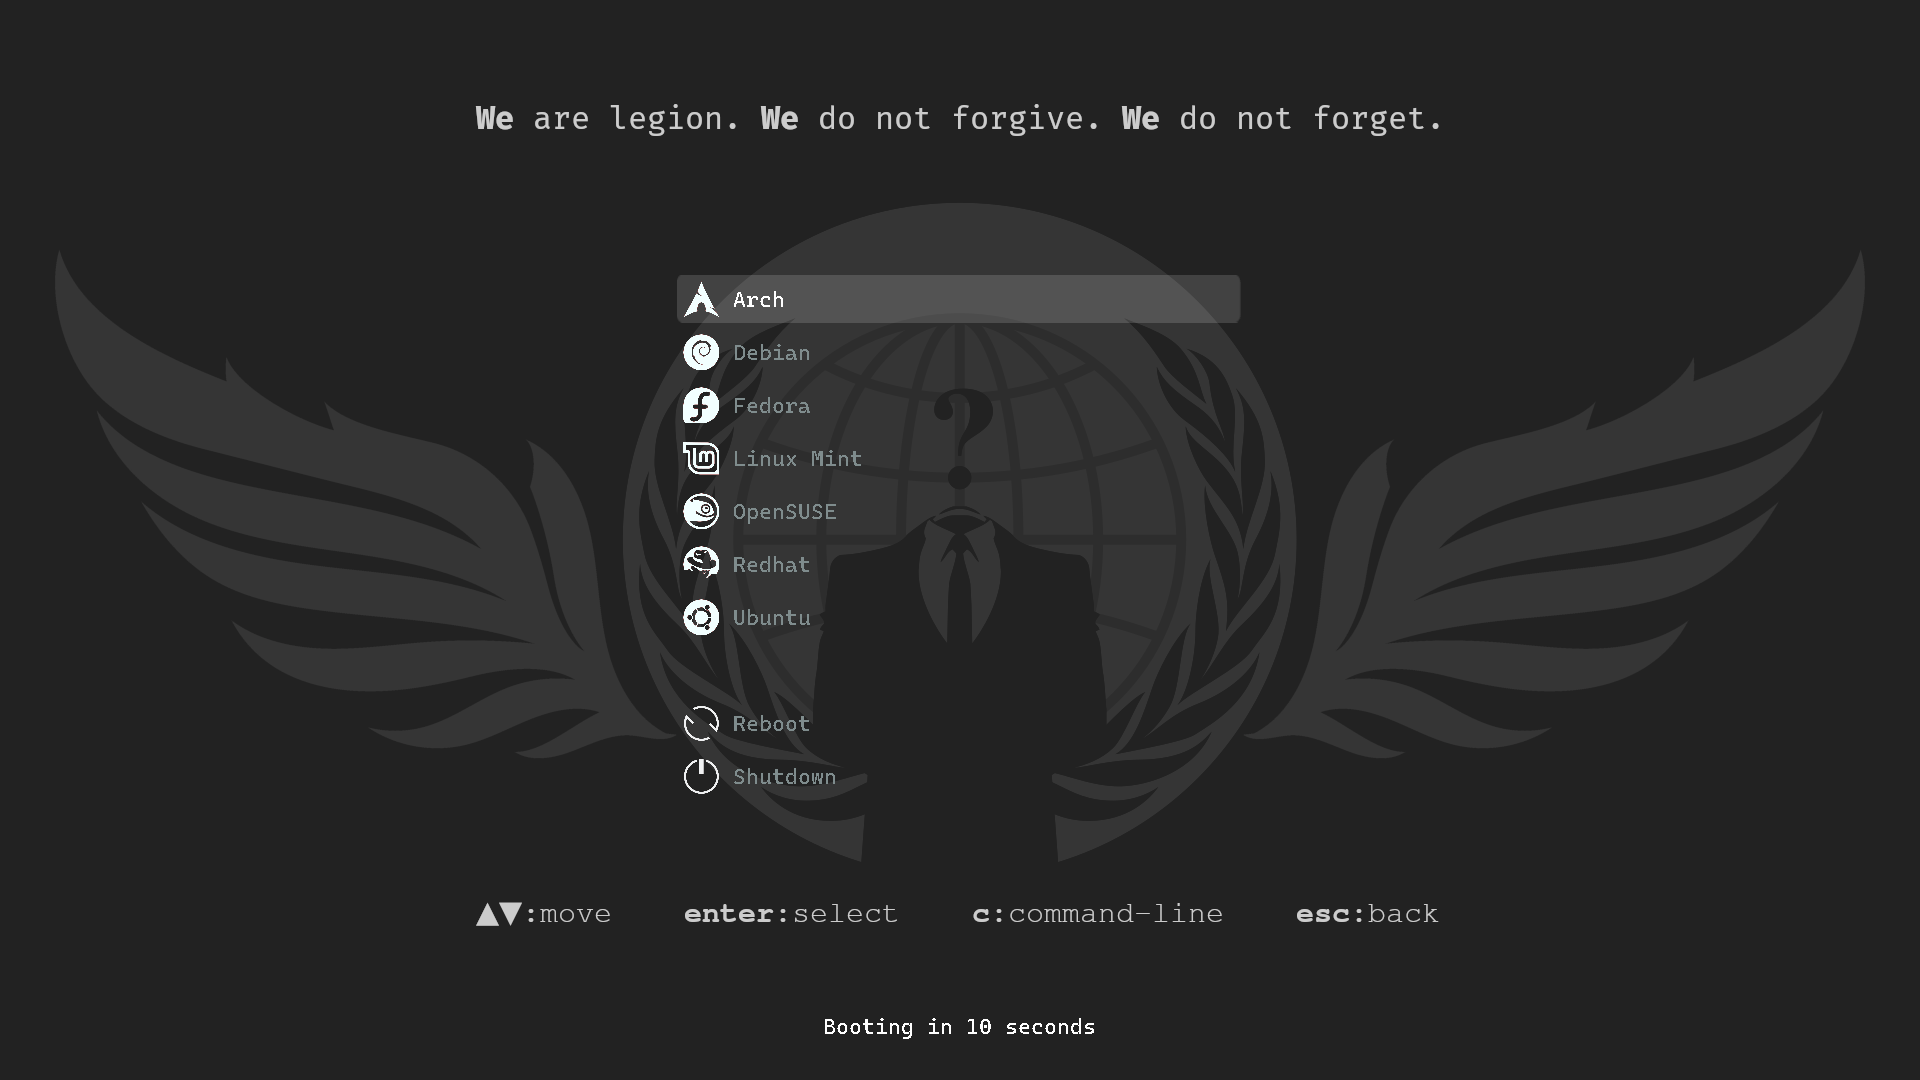 We are legion. We do not forgive. We do not forget.
Arch
Debian
Fedora
Linux Mint
OpenSUSE
Redhat
Ubuntu
Reboot
Shutdown
▲▼:move enter:select c:command-line esc:back
Booting in 10 seconds